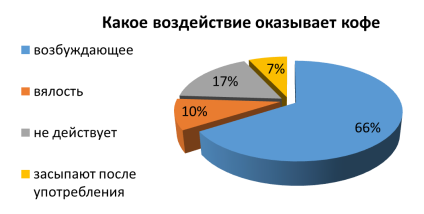 Какое воздействие оказывает кофе
возбуждающее
вялость
не действует
засыпают после
употребления
7%
17%
10%
66%